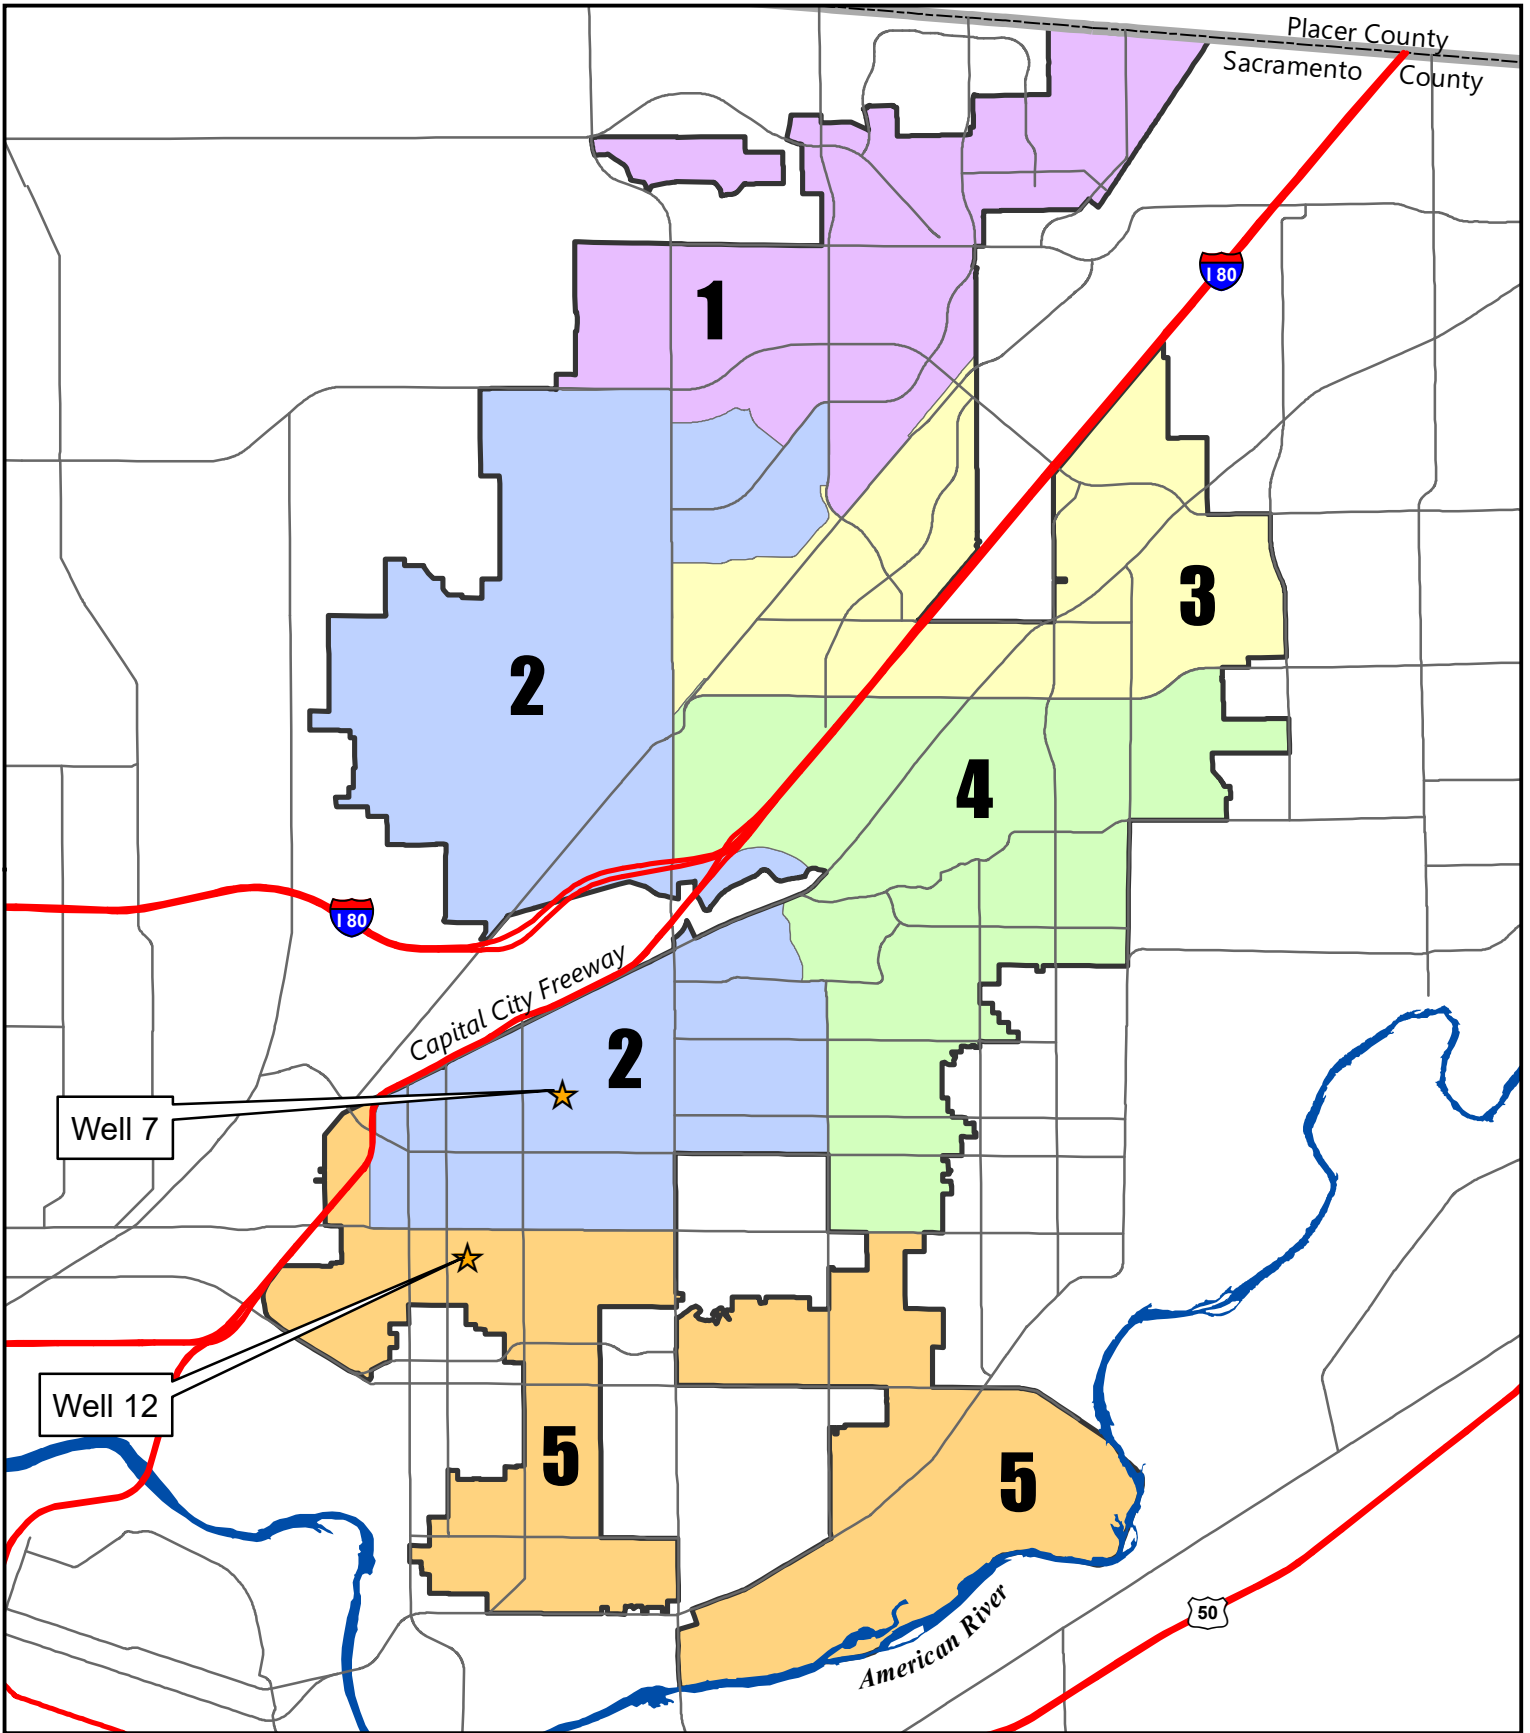 Placer County
Sacramento County
I 80
1
3
2
4
I 80
Capital City Freeway
2
Well 7
Well 12
5
5
American River
50